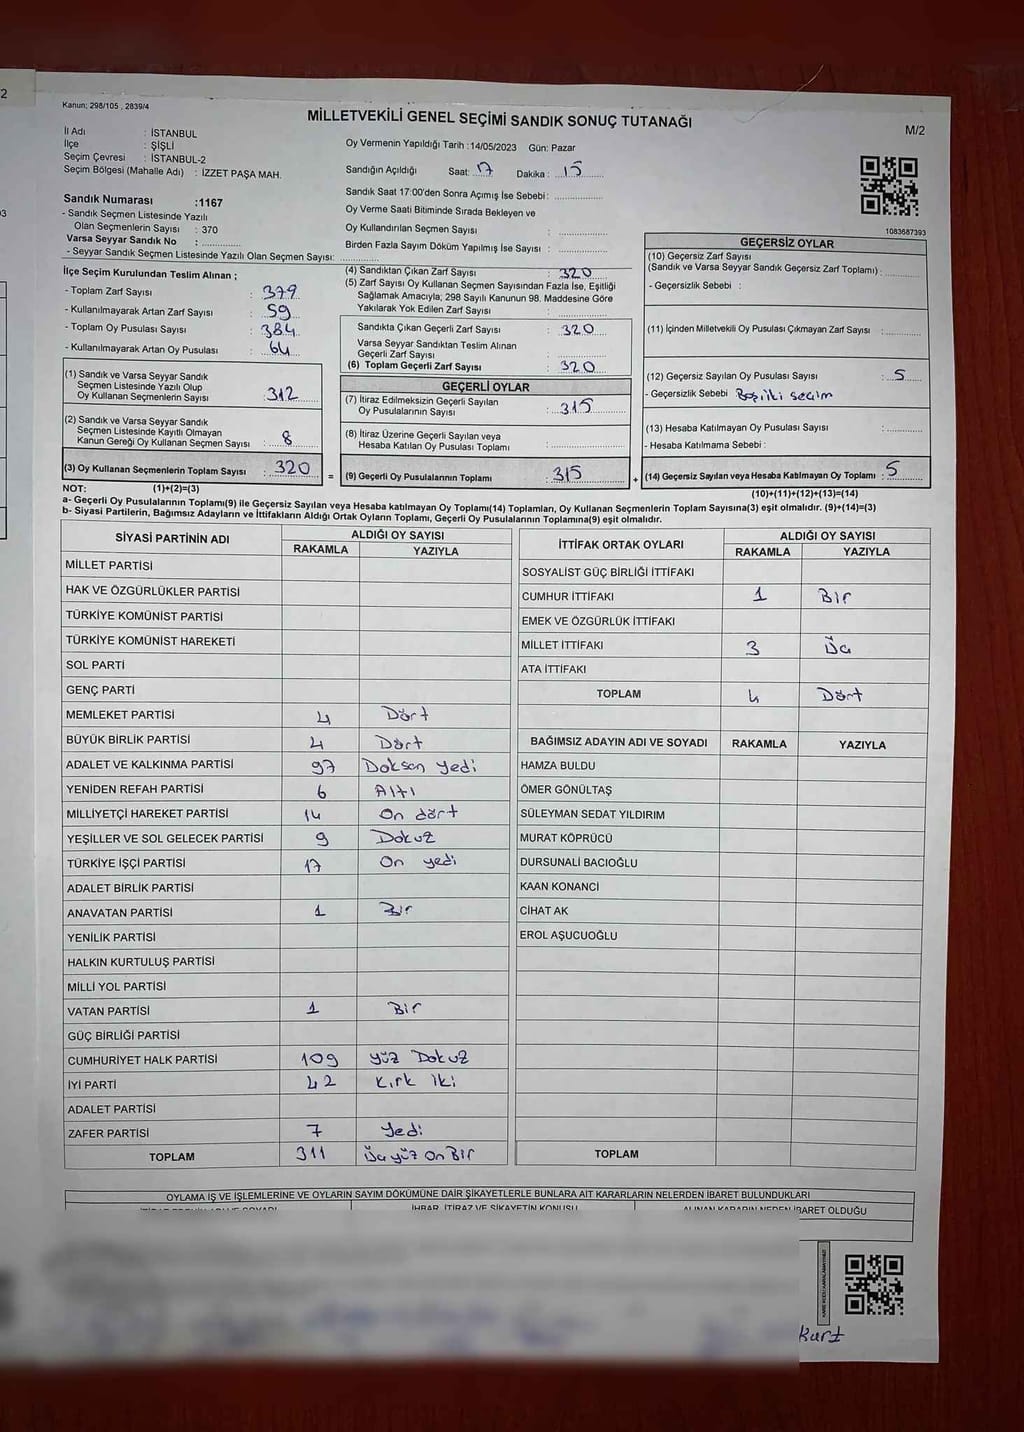 2
3
Kanun; 298/105 , 2839/4
MİLLETVEKİLİ GENEL SEÇİMİ SANDIK SONUÇ TUTANAĞI
M/2
İl Adı : İSTANBUL
İlçe : ŞİŞLİ
Seçim Çevresi : İSTANBUL-2
Seçim Bölgesi (Mahalle Adı) : İZZET PAŞA MAH.
Sandık Numarası :1167
- Sandık Seçmen Listesinde Yazılı
Olan Seçmenlerin Sayısı : 370
Varsa Seyyar Sandık No :
- Seyyar Sandık Seçmen Listesinde Yazılı Olan Seçmen Sayısı:
Oy Vermenin Yapıldığı Tarih :14/05/2023 Gün: Pazar
Sandığın Açıldığı Saat: 17 Dakika : 15
Sandık Saat 17:00'den Sonra Açımış İse Sebebi :
Oy Verme Saati Bitiminde Sırada Bekleyen ve
Oy Kullandırılan Seçmen Sayısı :
Birden Fazla Sayım Döküm Yapılmış İse Sayısı :
1083687393
İlçe Seçim Kurulundan Teslim Alınan ;
- Toplam Zarf Sayısı : 379
- Kullanılmayarak Artan Zarf Sayısı : 59
- Toplam Oy Pusulası Sayısı : 384
- Kullanılmayarak Artan Oy Pusulası : 64
(1) Sandık ve Varsa Seyyar Sandık
Seçmen Listesinde Yazılı Olup
Oy Kullanan Seçmenlerin Sayısı : 312
(2) Sandık ve Varsa Seyyar Sandık
Seçmen Listesinde Kayıtlı Olmayan
Kanun Gereği Oy Kullanan Seçmen Sayısı : 8
(3) Oy Kullanan Seçmenlerin Toplam Sayısı : 320
(4) Sandıktan Çıkan Zarf Sayısı : 320
(5) Zarf Sayısı Oy Kullanan Seçmen Sayısından Fazla İse, Eşitliği
Sağlamak Amacıyla; 298 Sayılı Kanunun 98. Maddesine Göre
Yakılarak Yok Edilen Zarf Sayısı :
Sandıkta Çıkan Geçerli Zarf Sayısı : 320
Varsa Seyyar Sandıktan Teslim Alınan
Geçerli Zarf Sayısı :
(6) Toplam Geçerli Zarf Sayısı : 320
GEÇERLİ OYLAR
(7) İtiraz Edilmeksizin Geçerli Sayılan
Oy Pusulalarının Sayısı : 315
(8) İtiraz Üzerine Geçerli Sayılan veya
Hesaba Katılan Oy Pusulası Toplamı :
= (9) Geçerli Oy Pusulalarının Toplamı : 315
GEÇERSİZ OYLAR
(10) Geçersiz Zarf Sayısı
(Sandık ve Varsa Seyyar Sandık Geçersiz Zarf Toplamı) :
- Geçersizlik Sebebi :
(11) İçinden Milletvekili Oy Pusulası Çıkmayan Zarf Sayısı :
(12) Geçersiz Sayılan Oy Pusulası Sayısı : 5
- Geçersizlik Sebebi
(13) Hesaba Katılmayan Oy Pusulası Sayısı :
- Hesaba Katılmama Sebebi :
+ (14) Geçersiz Sayılan veya Hesaba Katılmayan Oy Toplamı : 5
NOT: (1)+(2)=(3)
(10)+(11)+(12)+(13)=(14)
a- Geçerli Oy Pusulalarının Toplamı(9) ile Geçersiz Sayılan veya Hesaba katılmayan Oy Toplamı(14) Toplamları, Oy Kullanan Seçmenlerin Toplam Sayısına(3) eşit olmalıdır. (9)+(14)=(3)
b- Siyasi Partilerin, Bağımsız Adayların ve İttifakların Aldığı Ortak Oyların Toplamı, Geçerli Oy Pusulalarının Toplamına(9) eşit olmalıdır.
SİYASİ PARTİNİN ADI ALDIĞI OY SAYISI
RAKAMLA YAZIYLA
MİLLET PARTİSİ
HAK VE ÖZGÜRLÜKLER PARTİSİ
TÜRKİYE KOMÜNİST PARTİSİ
TÜRKİYE KOMÜNİST HAREKETİ
SOL PARTİ
GENÇ PARTİ
MEMLEKET PARTİSİ 4 Dört
BÜYÜK BİRLİK PARTİSİ 4 Dört
ADALET VE KALKINMA PARTİSİ 97 Doksan yedi
YENİDEN REFAH PARTİSİ 6 Altı
MİLLİYETÇİ HAREKET PARTİSİ 14 On dört
YEŞİLLER VE SOL GELECEK PARTİSİ 9 Dokuz
TÜRKİYE İŞÇİ PARTİSİ 17 On yedi
ADALET BİRLİK PARTİSİ
ANAVATAN PARTİSİ 1 Bir
YENİLİK PARTİSİ
HALKIN KURTULUŞ PARTİSİ
MİLLİ YOL PARTİSİ
VATAN PARTİSİ 1 Bir
GÜÇ BİRLİĞİ PARTİSİ
CUMHURİYET HALK PARTİSİ 109 yüz Dokuz
İYİ PARTİ 42 Kırk iki
ADALET PARTİSİ
ZAFER PARTİSİ 7 Yedi
TOPLAM 311 Üç yüz On Bir
İTTİFAK ORTAK OYLARI ALDIĞI OY SAYISI
RAKAMLA YAZIYLA
SOSYALİST GÜÇ BİRLİĞİ İTTİFAKI
CUMHUR İTTİFAKI 1 Bir
EMEK VE ÖZGÜRLÜK İTTİFAKI
MİLLET İTTİFAKI 3 Üç
ATA İTTİFAKI
TOPLAM 4 Dört
BAĞIMSIZ ADAYIN ADI VE SOYADI RAKAMLA YAZIYLA
HAMZA BULDU
ÖMER GÖNÜLTAŞ
SÜLEYMAN SEDAT YILDIRIM
MURAT KÖPRÜCÜ
DURSUNALİ BACIOĞLU
KAAN KONANCİ
CİHAT AK
EROL AŞUCUOĞLU
TOPLAM
OYLAMA İŞ VE İŞLEMLERİNE VE OYLARIN SAYIM DÖKÜMÜNE DAİR ŞİKAYETLERLE BUNLARA AİT KARARLARIN NELERDEN İBARET BULUNDUKLARI
İHBAR, İTİRAZ VE ŞİKAYETİN KONUSU ALINAN KARARIN NEDEN İBARET OLDUĞU
Kurt